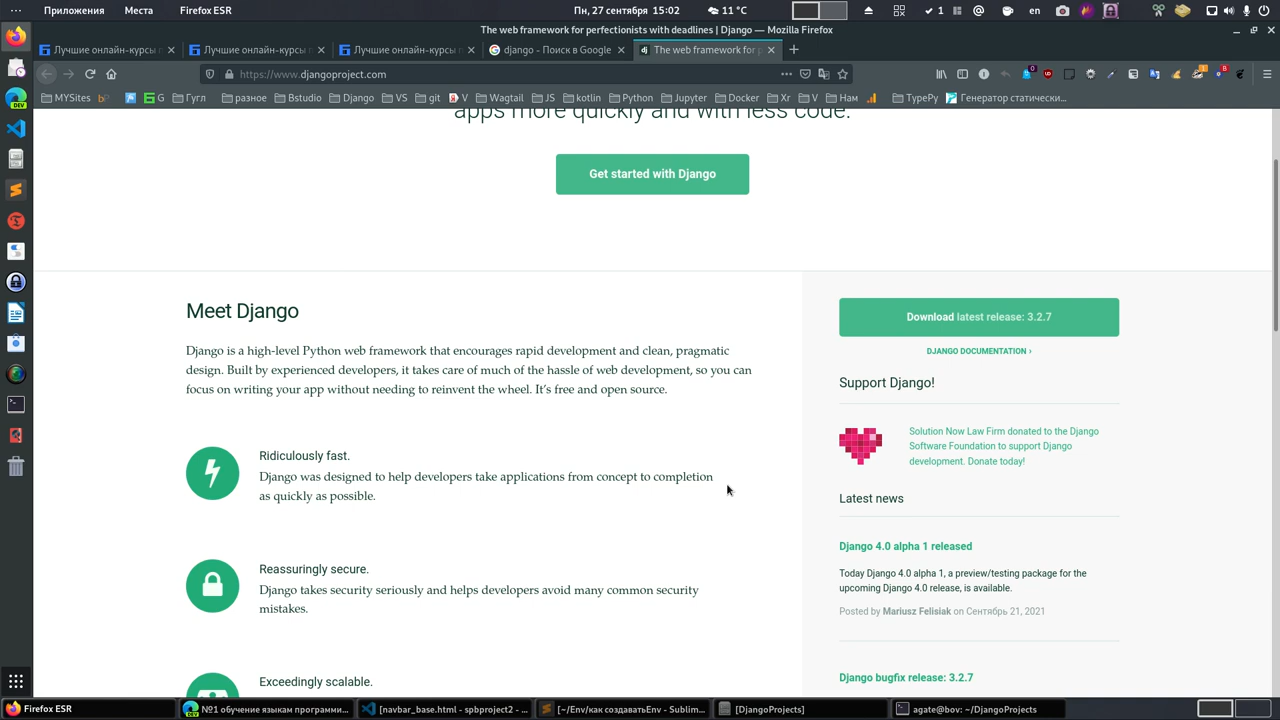 Приложения
Места
Firefox ESR
Пн, 27 сентября 15:02
11 °C
1
en
The web framework for perfectionists with deadlines | Django — Mozilla Firefox
Лучшие онлайн-курсы п
Лучшие онлайн-курсы п
Лучшие онлайн-курсы п
django - Поиск в Google
The web framework for p
https://www.djangoproject.com
MYSites
G
Гугл
разное
Bstudio
Django
VS
git
V
Wagtail
JS
kotlin
Python
Jupyter
Docker
Xr
V
Нам
TypePy
Генератор статически...
apps more quickly and with less code.
Get started with Django
Meet Django
Django is a high-level Python web framework that encourages rapid development and clean, pragmatic
design. Built by experienced developers, it takes care of much of the hassle of web development, so you can
focus on writing your app without needing to reinvent the wheel. It’s free and open source.
Ridiculously fast.
Django was designed to help developers take applications from concept to completion
as quickly as possible.
Reassuringly secure.
Django takes security seriously and helps developers avoid many common security
mistakes.
Exceedingly scalable.
Download latest release: 3.2.7
DJANGO DOCUMENTATION ›
Support Django!
Solution Now Law Firm donated to the Django
Software Foundation to support Django
development. Donate today!
Latest news
Django 4.0 alpha 1 released
Today Django 4.0 alpha 1, a preview/testing package for the
upcoming Django 4.0 release, is available.
Posted by Mariusz Felisiak on Сентябрь 21, 2021
Django bugfix release: 3.2.7
Firefox ESR
№1 обучение языкам программи...
[navbar_base.html - spbproject2 - ...
[~/Env/как создаватьEnv - Sublim...
[DjangoProjects]
agate@bov: ~/DjangoProjects